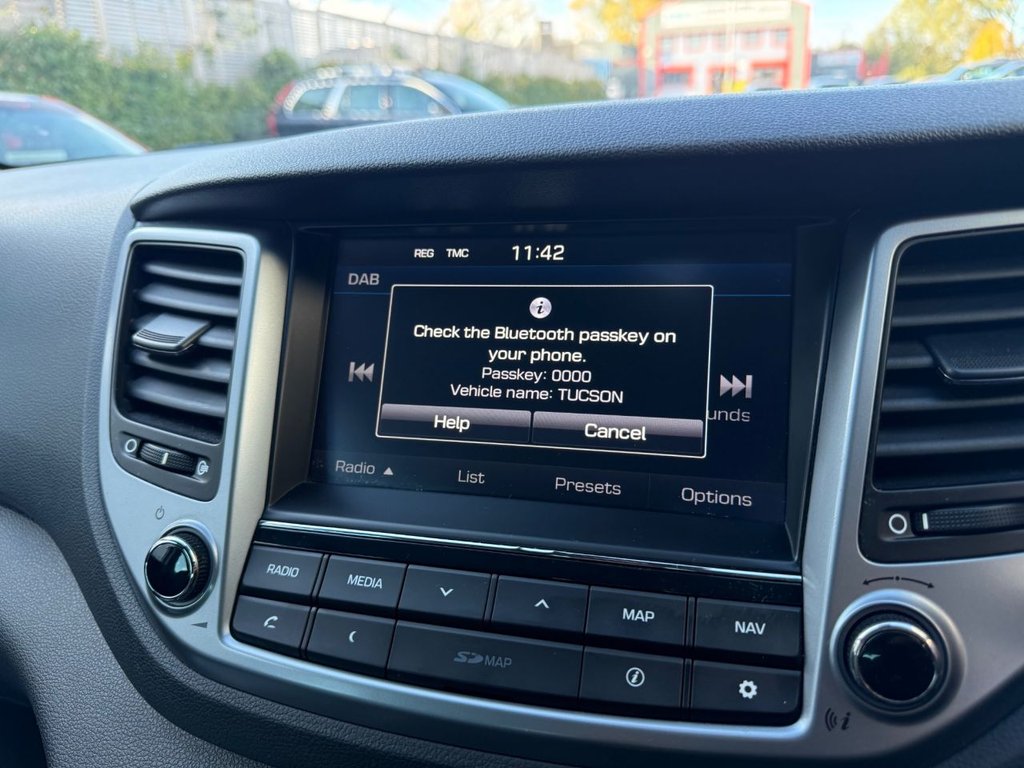 REG TMC 11:42
DAB
Check the Bluetooth passkey on
your phone.
Passkey: 0000
Vehicle name: TUCSON
Help Cancel
unds
Radio List Presets Options
RADIO MEDIA MAP NAV
SD MAP